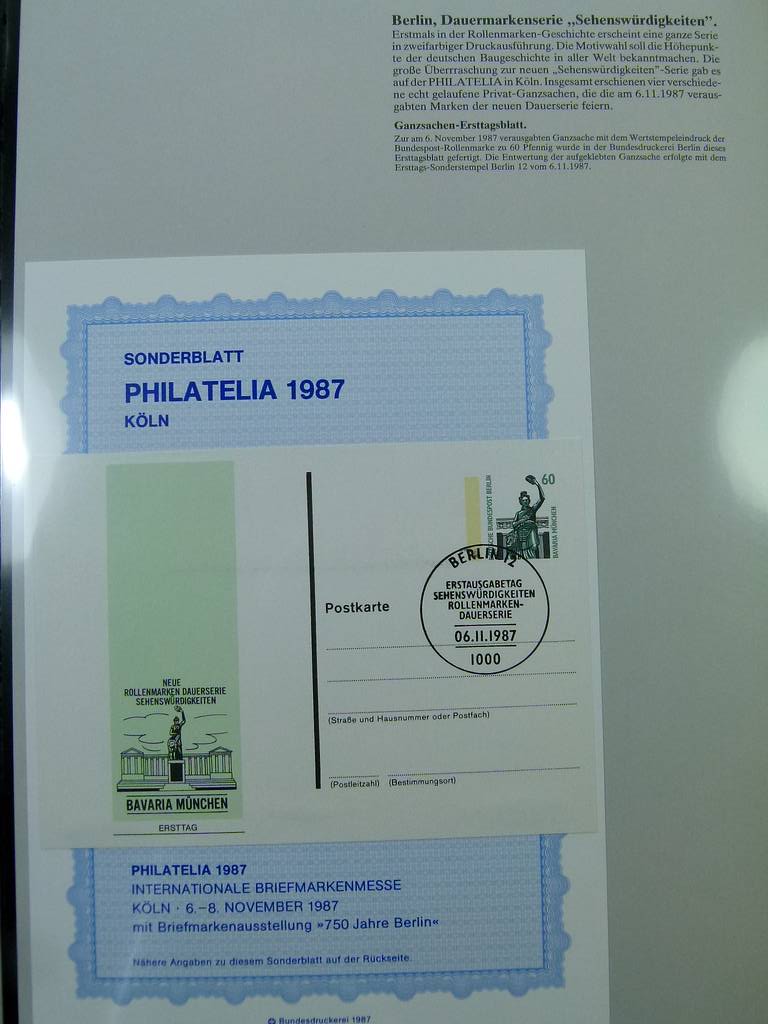 Berlin, Dauermarkenserie „Sehenswürdigkeiten”.
Erstmals in der Rollenmarken-Geschichte erscheint eine ganze Serie
in zweifarbiger Druckausführung. Die Motivwahl soll die Höhepunk-
te der deutschen Baugeschichte in aller Welt bekanntmachen. Die
große Überrraschung zur neuen „Sehenswürdigkeiten”-Serie gab es
auf der PHILATELIA in Köln. Insgesamt erschienen vier verschiede-
ne echt gelaufene Privat-Ganzsachen, die die am 6.11.1987 veraus-
gabten Marken der neuen Dauerserie feiern.
Ganzsachen-Ersttagsblatt.
Zur am 6. November 1987 verausgabten Ganzsache mit dem Wertstempeleindruck der
Bundespost-Rollenmarke zu 60 Pfennig wurde in der Bundesdruckerei Berlin dieses
Ersttagsblatt gefertigt. Die Entwertung der aufgeklebten Ganzsache erfolgte mit dem
Ersttags-Sonderstempel Berlin 12 vom 6.11.1987.
SONDERBLATT
PHILATELIA 1987
KÖLN
60
BUNDESPOST BERLIN
BAVARIA MÜNCHEN
BERLIN 12
ERSTAUSGABETAG
SEHENSWÜRDIGKEITEN
ROLLENMARKEN-
DAUERSERIE
06.11.1987
1000
Postkarte
(Straße und Hausnummer oder Postfach)
(Postleitzahl) (Bestimmungsort)
NEUE
ROLLENMARKEN DAUERSERIE
SEHENSWÜRDIGKEITEN
BAVARIA MÜNCHEN
ERSTTAG
PHILATELIA 1987
INTERNATIONALE BRIEFMARKENMESSE
KÖLN · 6.–8. NOVEMBER 1987
mit Briefmarkenausstellung »750 Jahre Berlin«
Nähere Angaben zu diesem Sonderblatt auf der Rückseite.
© Bundesdruckerei 1987